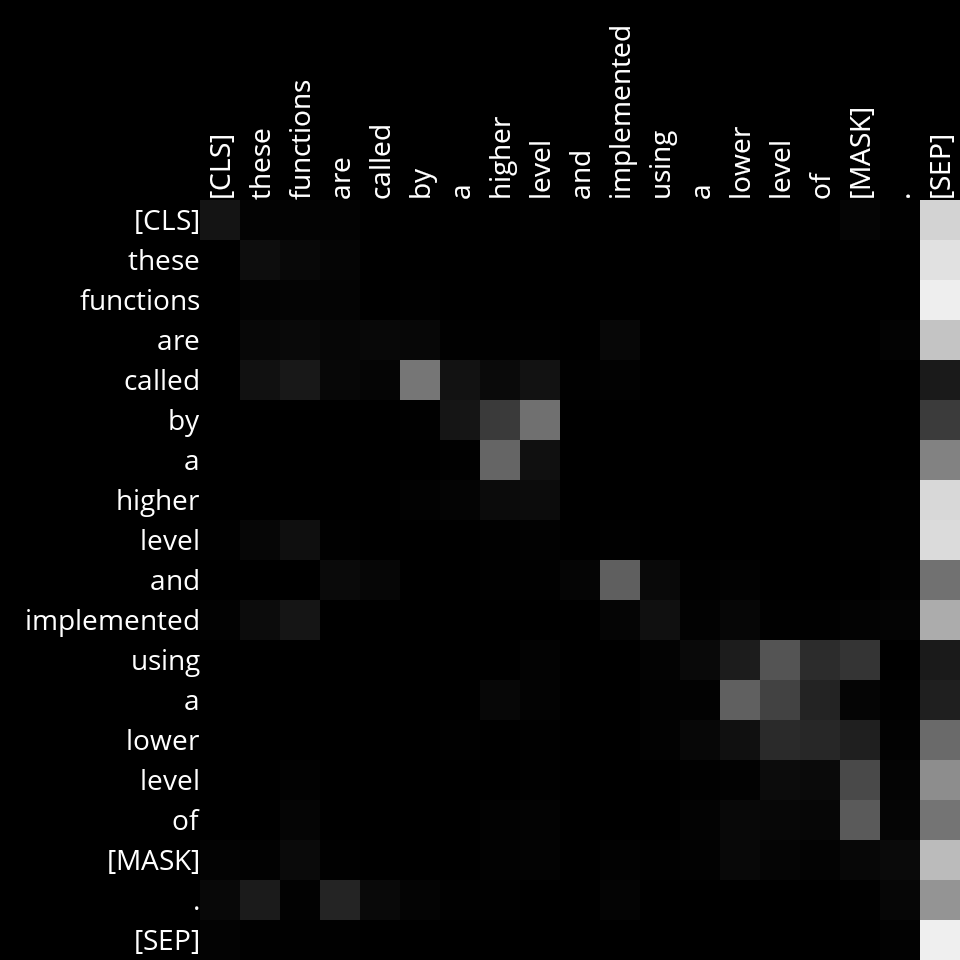 [CLS]
these
functions
are
called
by
a
higher
level
and
implemented
using
a
lower
level
of
[MASK]
.
[SEP]
[CLS]
these
functions
are
called
by
a
higher
level
and
implemented
using
a
lower
level
of
[MASK]
.
[SEP]